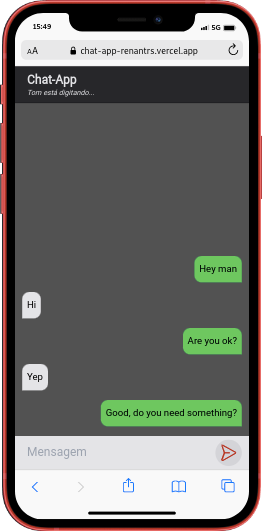 15:49
5G
AA
chat-app-renantrs.vercel.app
Chat-App
Tom está digitando...
Hey man
Hi
Are you ok?
Yep
Good, do you need something?
Mensagem